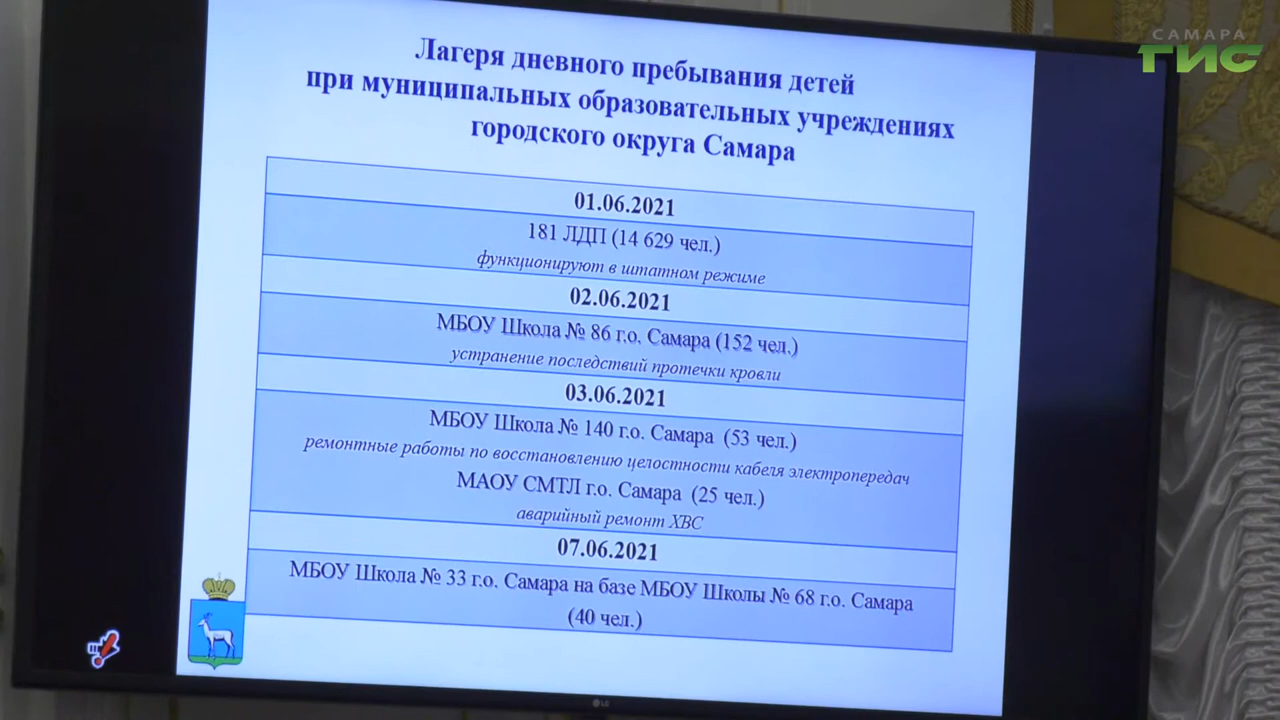 САМАРА
ГИС
Лагеря дневного пребывания детей
при муниципальных образовательных учреждениях
городского округа Самара
01.06.2021
181 ЛДП (14 629 чел.)
функционируют в штатном режиме
02.06.2021
МБОУ Школа № 86 г.о. Самара (152 чел.)
устранение последствий протечки кровли
03.06.2021
МБОУ Школа № 140 г.о. Самара (53 чел.)
ремонтные работы по восстановлению целостности кабеля электропередач
МАОУ СМТЛ г.о. Самара (25 чел.)
аварийный ремонт ХВС
07.06.2021
МБОУ Школа № 33 г.о. Самара на базе МБОУ Школы № 68 г.о. Самара
(40 чел.)
LG